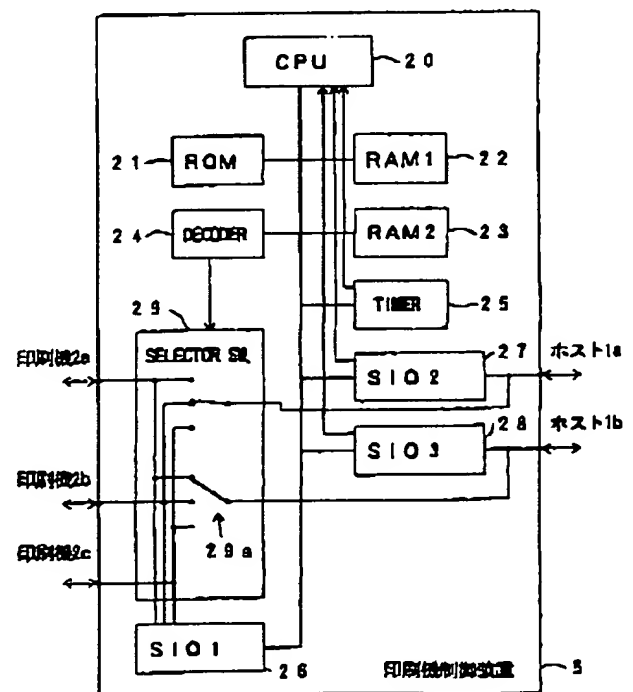 CPU
20
21
ROM
RAM1
22
24
DECODER
RAM2
23
TIMER
25
29
SELECTOR
印刷機2a
SIO2
27
ホスト1a
28
SIO3
ホスト1b
印刷機2b
29a
印刷機2c
SIO1
26
印刷機制御装置
5